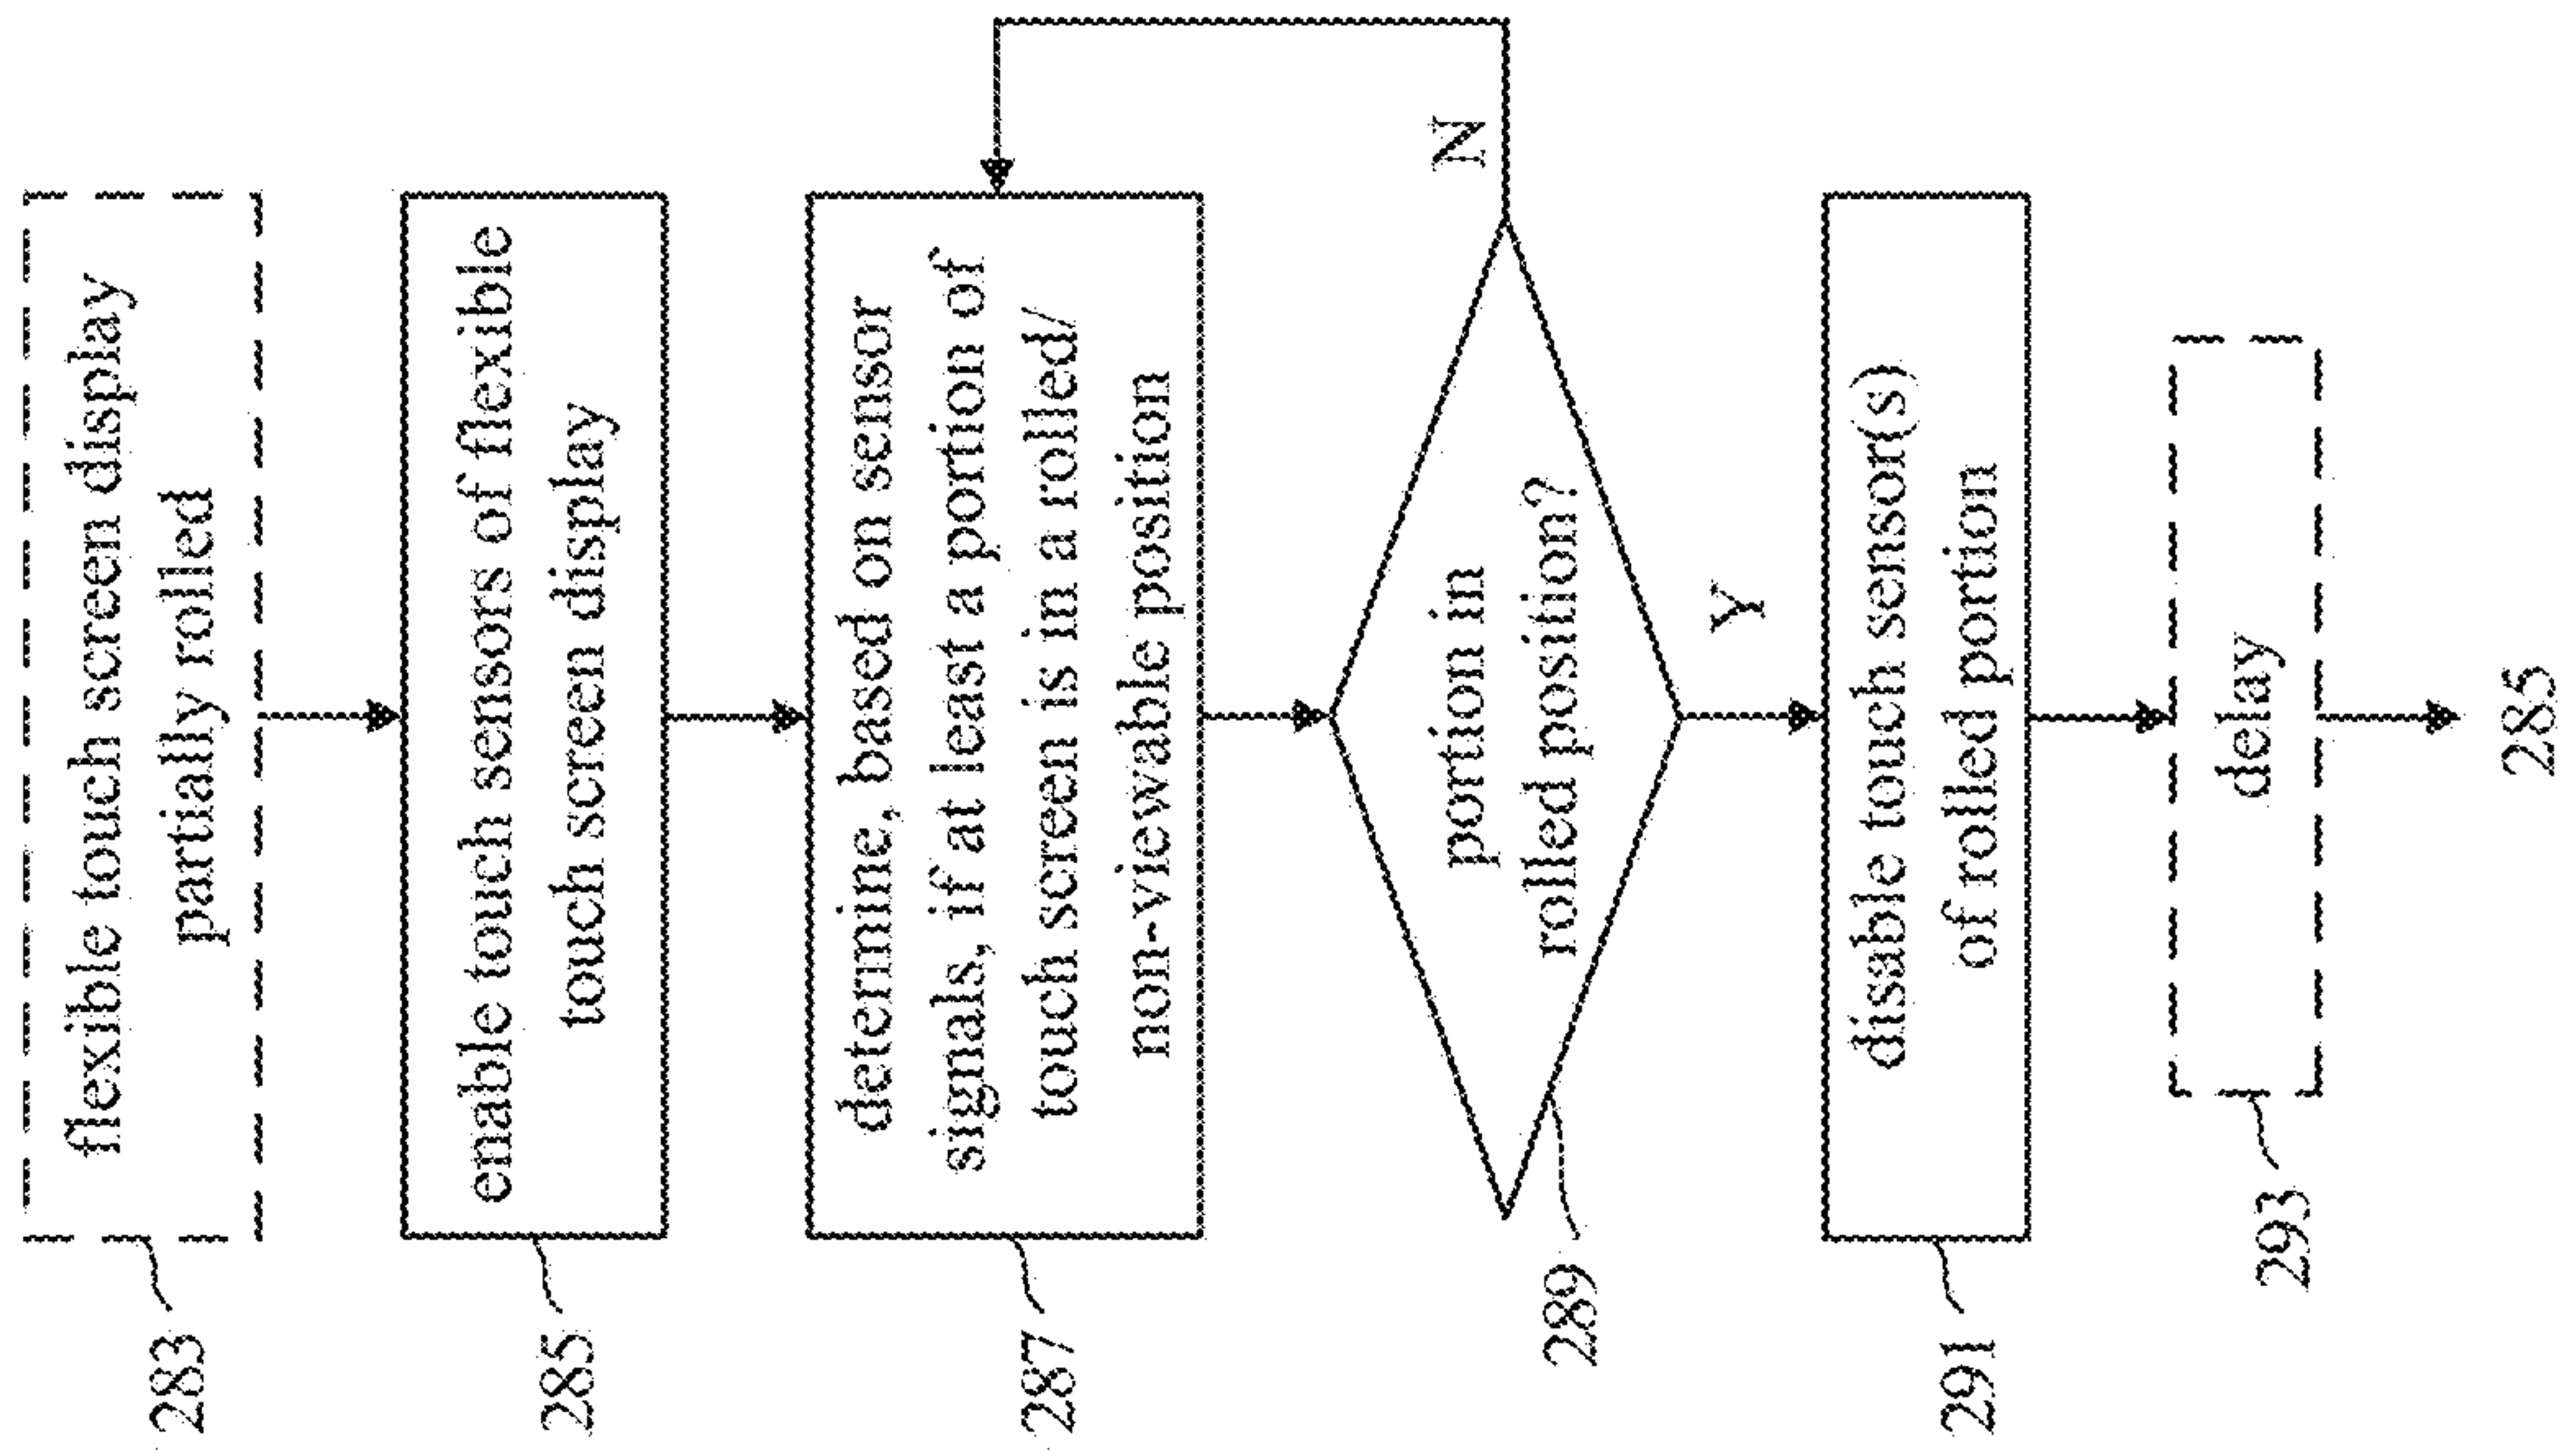 283
flexible touch screen display
partially rolled
285
enable touch sensors of flexible
touch screen display
287
determine, based on sensor
signals, if at least a portion of
touch screen is in a rolled/
non-viewable position
289
portion in
rolled position?
N
Y
291
disable touch sensor(s)
of rolled portion
293
delay
285